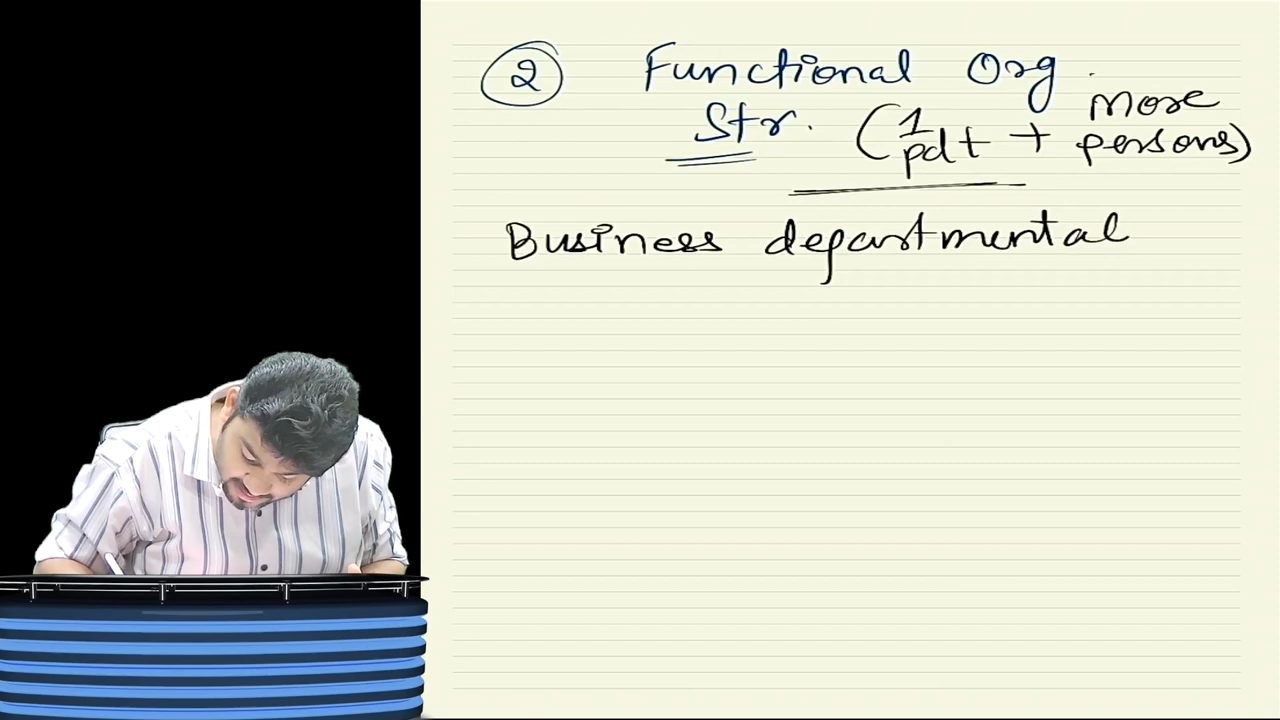 ② Functional Org.
Str. (1 pdt + more persons)
Business departmental